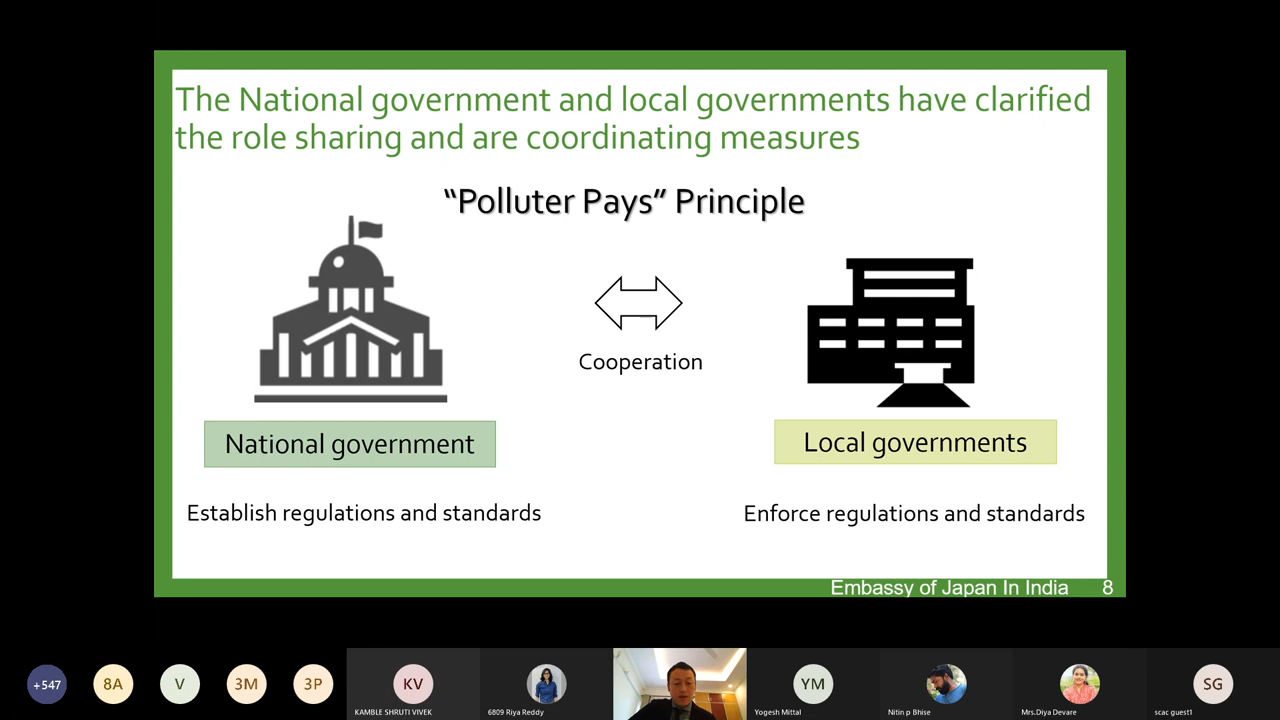 The National government and local governments have clarified
the role sharing and are coordinating measures
“Polluter Pays” Principle
Cooperation
National government
Local governments
Establish regulations and standards
Enforce regulations and standards
Embassy of Japan In India 8
+547
8A
V
3M
3P
KV
YM
SG
KAMBLE SHRUTI VIVEK
6809 Riya Reddy
Yogesh Mittal
Nitin p Bhise
Mrs.Diya Devare
scac guest1